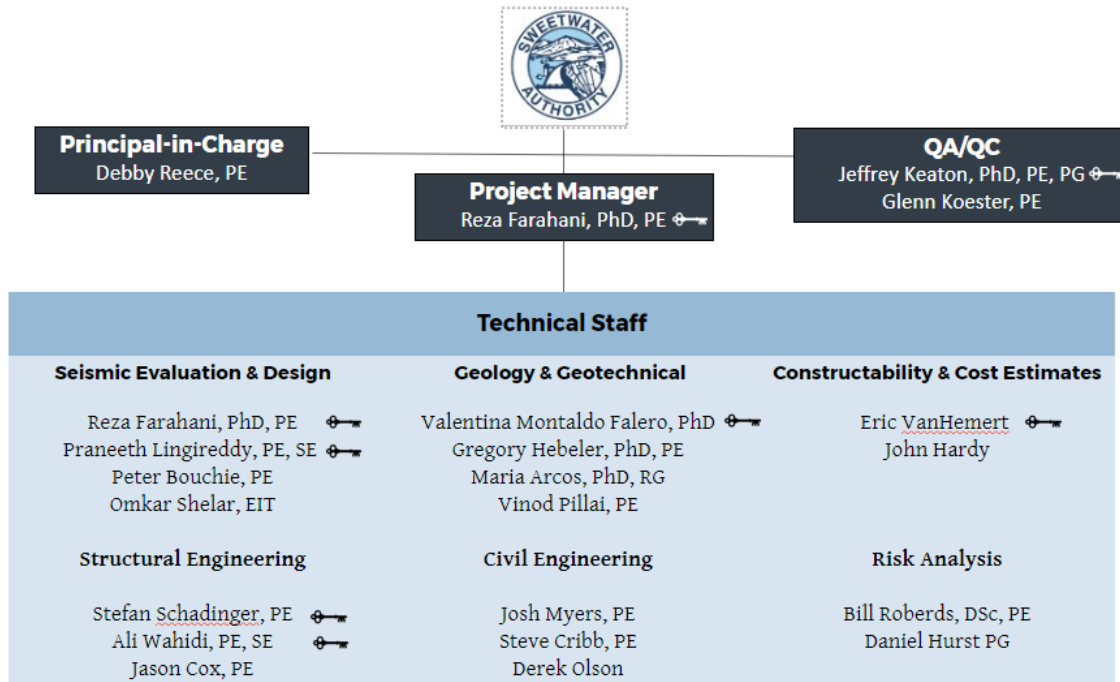 SWEETWATER
AUTHORITY
Principal-in-Charge
Debby Reece, PE
QA/QC
Jeffrey Keaton, PhD, PE, PG
Glenn Koester, PE
Project Manager
Reza Farahani, PhD, PE
Technical Staff
Seismic Evaluation & Design
Reza Farahani, PhD, PE
Praneeth Lingireddy, PE, SE
Peter Bouchie, PE
Omkar Shelar, EIT
Geology & Geotechnical
Valentina Montaldo Falero, PhD
Gregory Hebeler, PhD, PE
Maria Arcos, PhD, RG
Vinod Pillai, PE
Constructability & Cost Estimates
Eric VanHemert
John Hardy
Structural Engineering
Stefan Schadinger, PE
Ali Wahidi, PE, SE
Jason Cox, PE
Civil Engineering
Josh Myers, PE
Steve Cribb, PE
Derek Olson
Risk Analysis
Bill Roberds, DSc, PE
Daniel Hurst PG